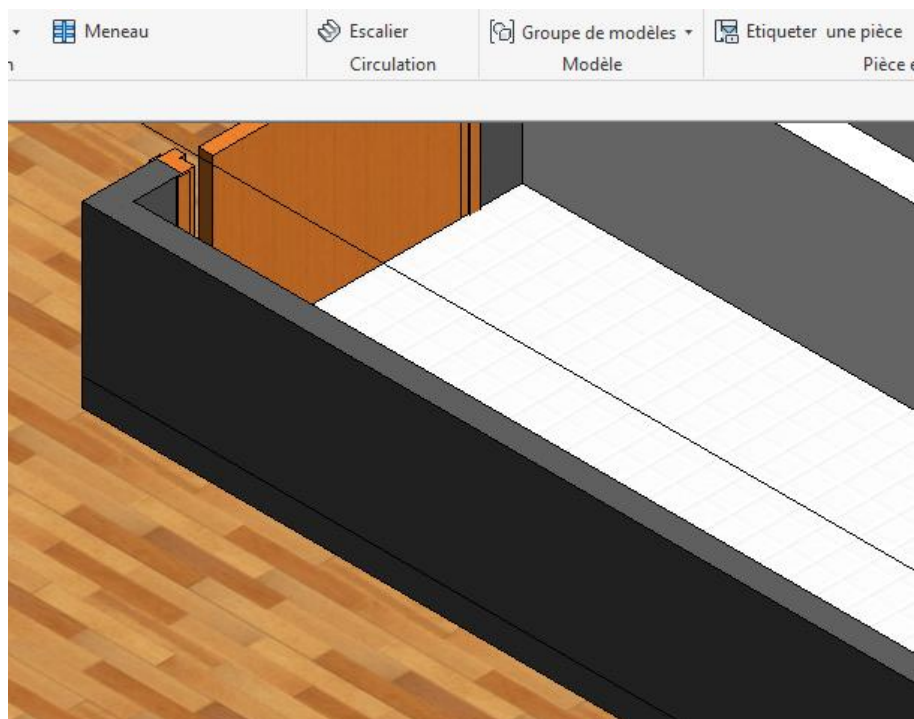 Meneau
Escalier
Groupe de modèles
Etiqueter une pièce
Circulation
Modèle